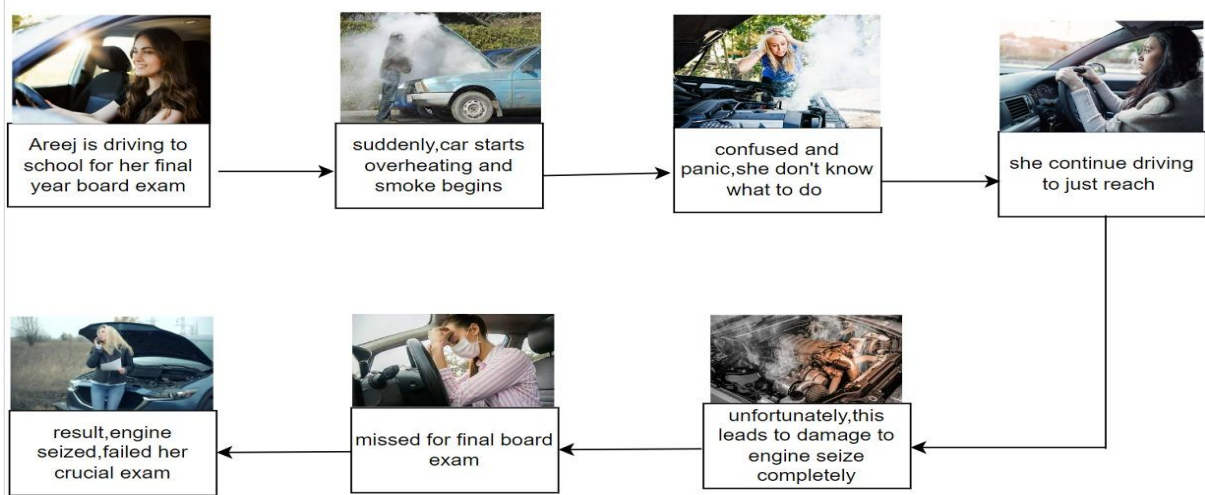 Areej is driving to
school for her final
year board exam
suddenly,car starts
overheating and
smoke begins
confused and
panic,she don't know
what to do
she continue driving
to just reach
unfortunately,this
leads to damage to
engine seize
completely
missed for final board
exam
result,engine
seized,failed her
crucial exam